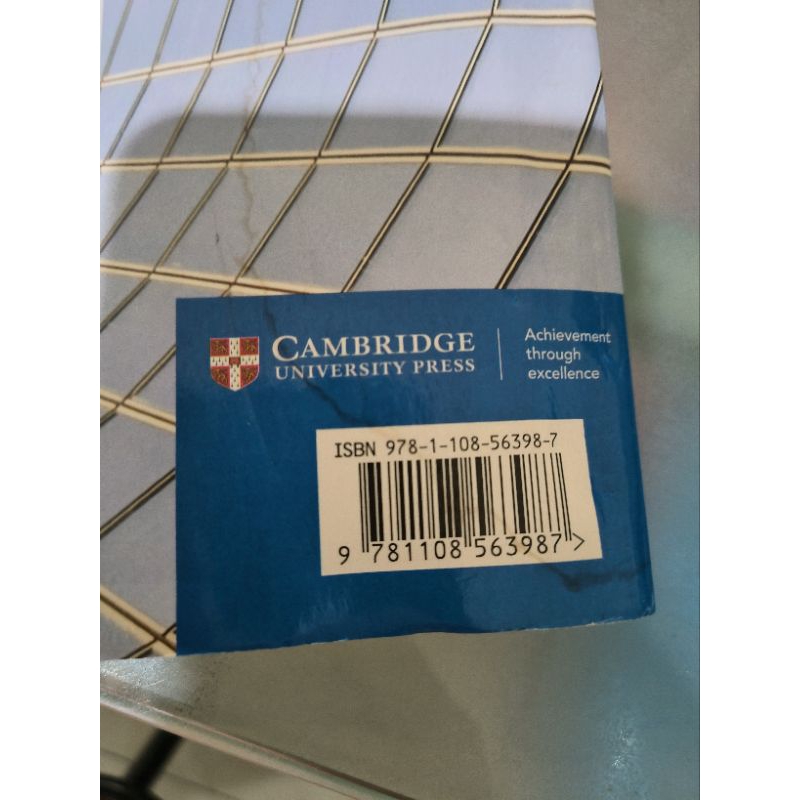 CAMBRIDGE
UNIVERSITY PRESS
Achievement
through
excellence
ISBN 978-1-108-56398-7
9 781108 563987 >